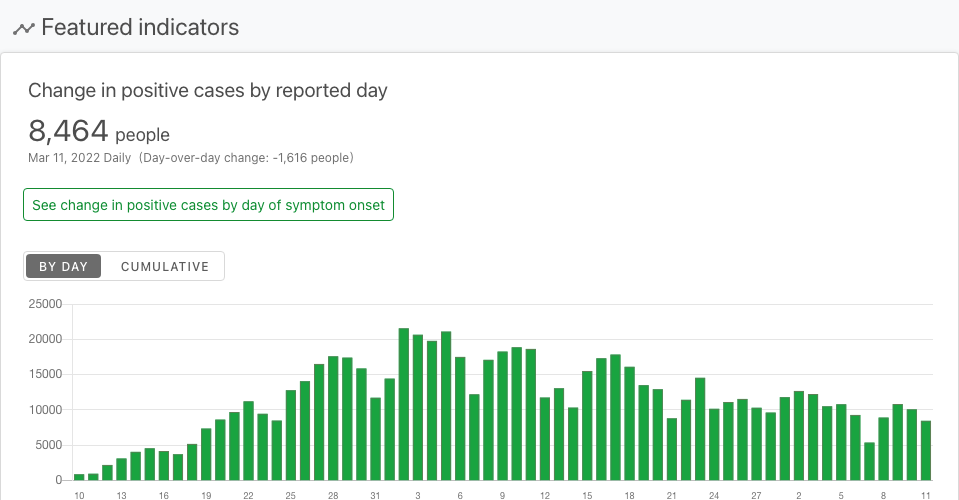 Featured indicators
Change in positive cases by reported day
8,464 people
Mar 11, 2022 Daily (Day-over-day change: -1,616 people)
See change in positive cases by day of symptom onset
BY DAY CUMULATIVE
25000
20000
15000
10000
5000
0
10 13 16 19 22 25 28 31 3 6 9 12 15 18 21 24 27 2 5 8 11